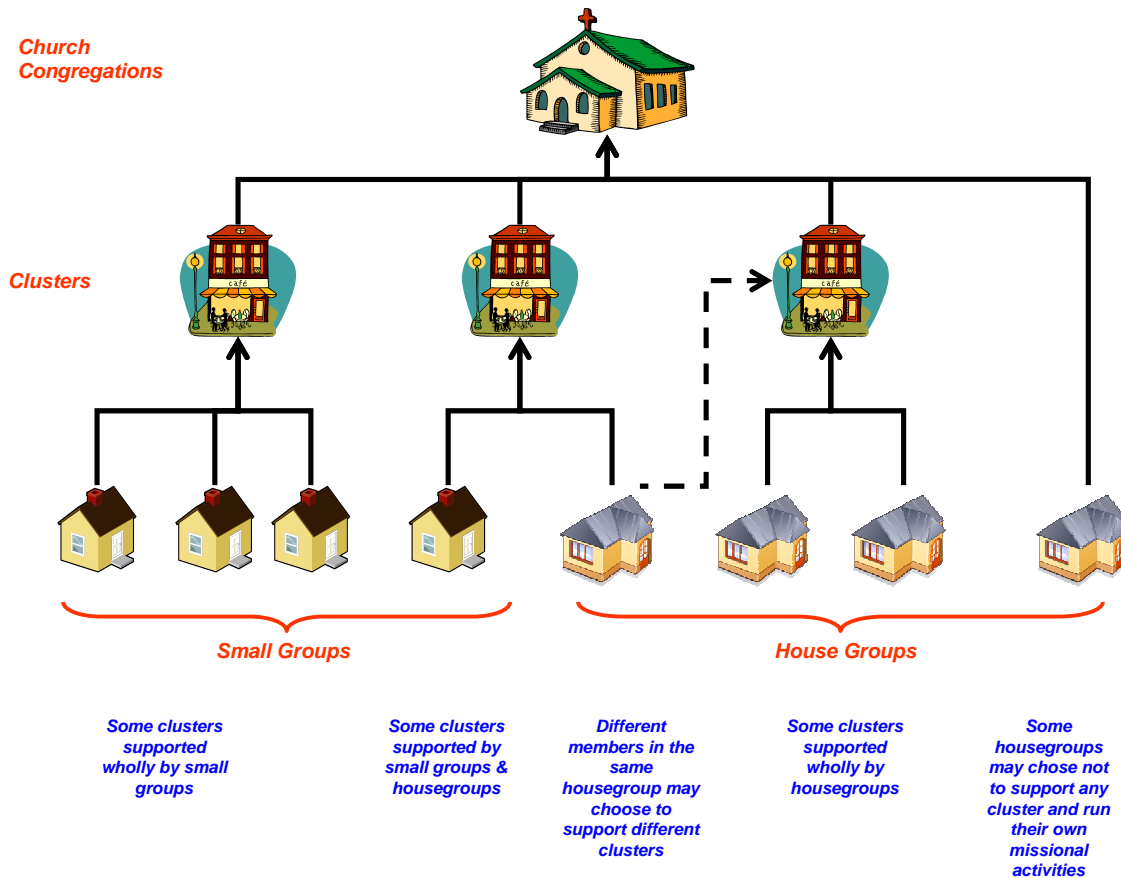 Church
Congregations
Clusters
café
café
café
Small Groups
House Groups
Some clusters
supported
wholly by small
groups
Some clusters
supported by
small groups &
housegroups
Different
members in the
same
housegroup may
choose to
support different
clusters
Some clusters
supported
wholly by
housegroups
Some
housegroups
may chose not
to support any
cluster and run
their own
missional
activities